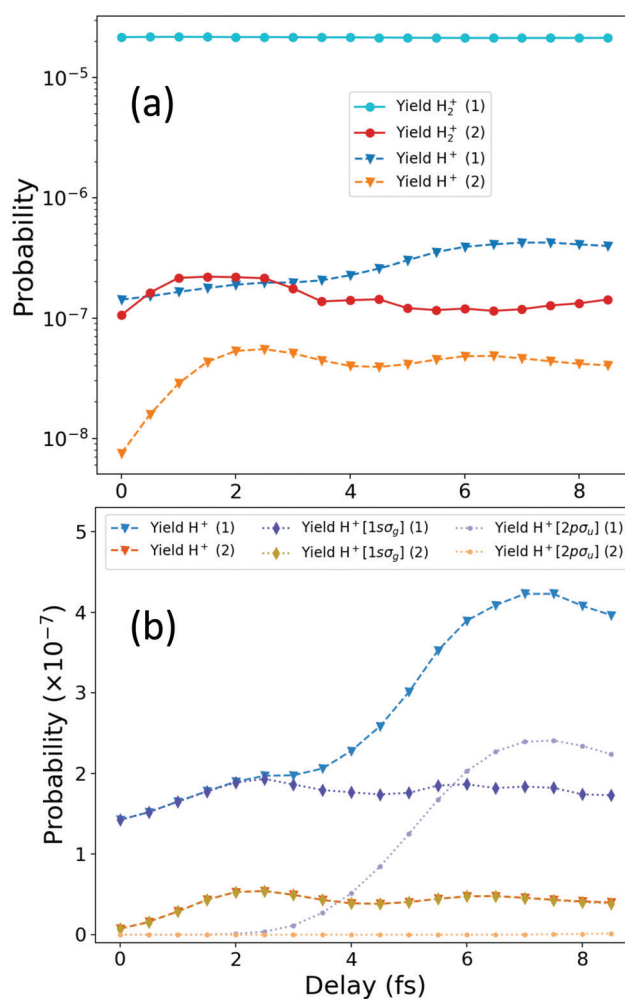 10⁻⁵
(a)
Yield H₂⁺ (1)
Yield H₂⁺ (2)
Yield H⁺ (1)
Yield H⁺ (2)
10⁻⁶
Probability
10⁻⁷
10⁻⁸
0 2 4 6 8
5
Yield H⁺ (1) Yield H⁺[1sσg] (1) Yield H⁺[2pσu] (1)
Yield H⁺ (2) Yield H⁺[1sσg] (2) Yield H⁺[2pσu] (2)
(b)
4
3
Probability (×10⁻⁷)
2
1
0
0 2 4 6 8
Delay (fs)